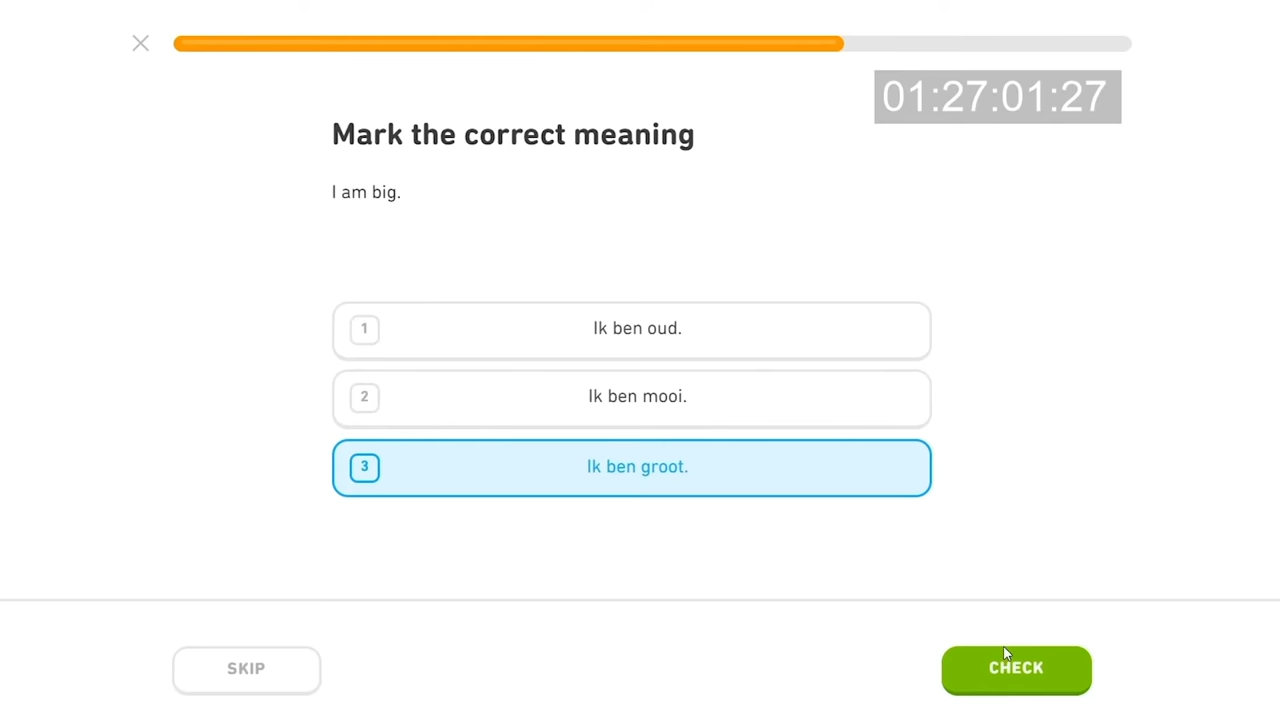 01:27:01:27
Mark the correct meaning
I am big.
1 Ik ben oud.
2 Ik ben mooi.
3 Ik ben groot.
SKIP CHECK